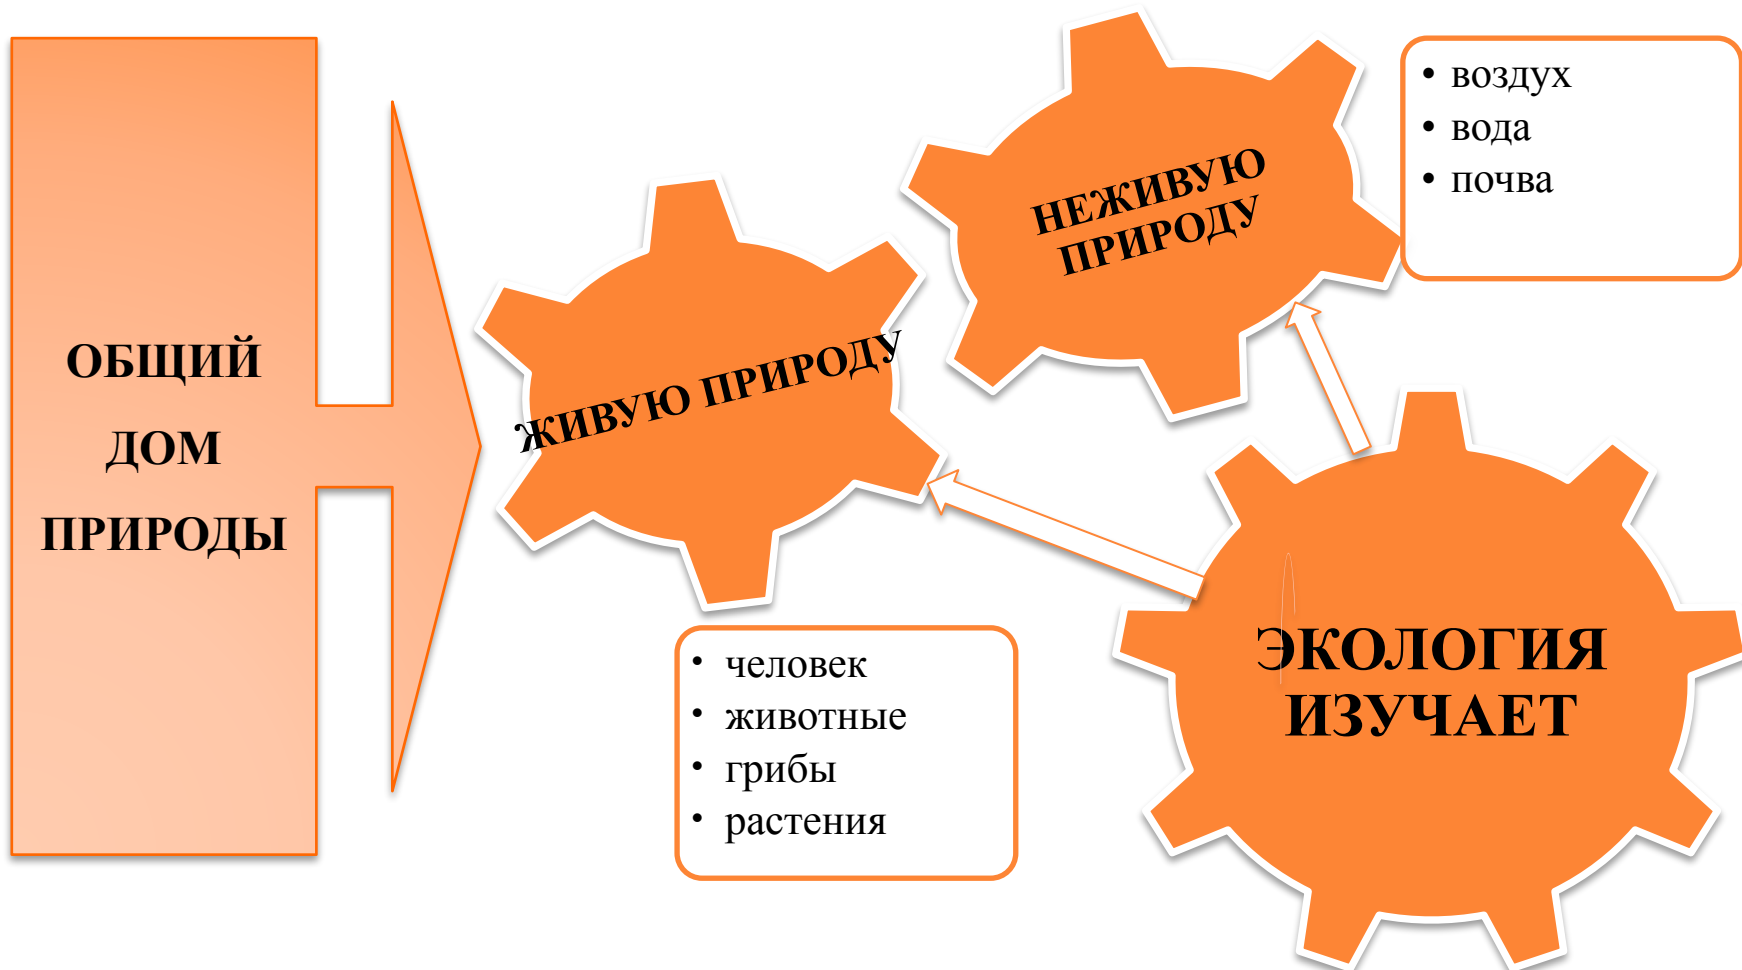 ОБЩИЙ
ДОМ
ПРИРОДЫ
ЖИВУЮ ПРИРОДУ
• человек
• животные
• грибы
• растения
НЕЖИВУЮ
ПРИРОДУ
• воздух
• вода
• почва
ЭКОЛОГИЯ
ИЗУЧАЕТ